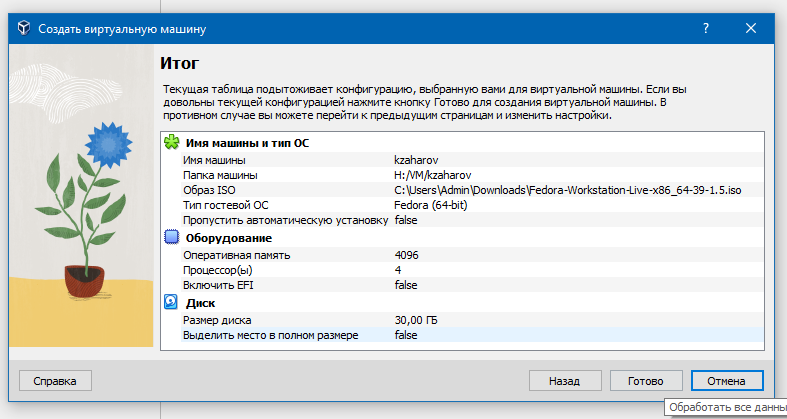 Создать виртуальную машину
?
Итог
Текущая таблица подытоживает конфигурацию, выбранную вами для виртуальной машины. Если вы
довольны текущей конфигурацией нажмите кнопку Готово для создания виртуальной машины. В
противном случае вы можете перейти к предыдущим страницам и изменить настройки.
Имя машины и тип ОС
Имя машины kzaharov
Папка машины H:/VM/kzaharov
Образ ISO C:\Users\Admin\Downloads\Fedora-Workstation-Live-x86_64-39-1.5.iso
Тип гостевой ОС Fedora (64-bit)
Пропустить автоматическую установку false
Оборудование
Оперативная память 4096
Процессор(ы) 4
Включить EFI false
Диск
Размер диска 30,00 ГБ
Выделить место в полном размере false
Справка Назад Готово Отмена
Обработать все данны